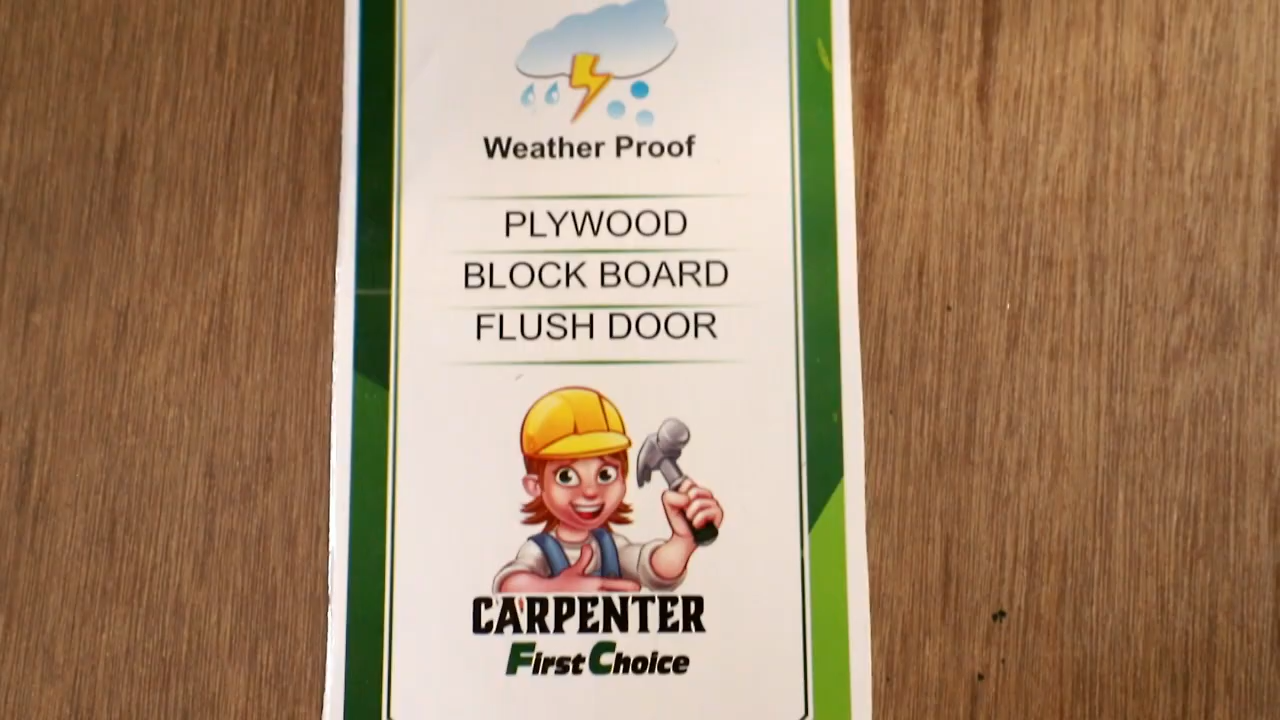 Weather Proof
PLYWOOD
BLOCK BOARD
FLUSH DOOR
CARPENTER
First Choice